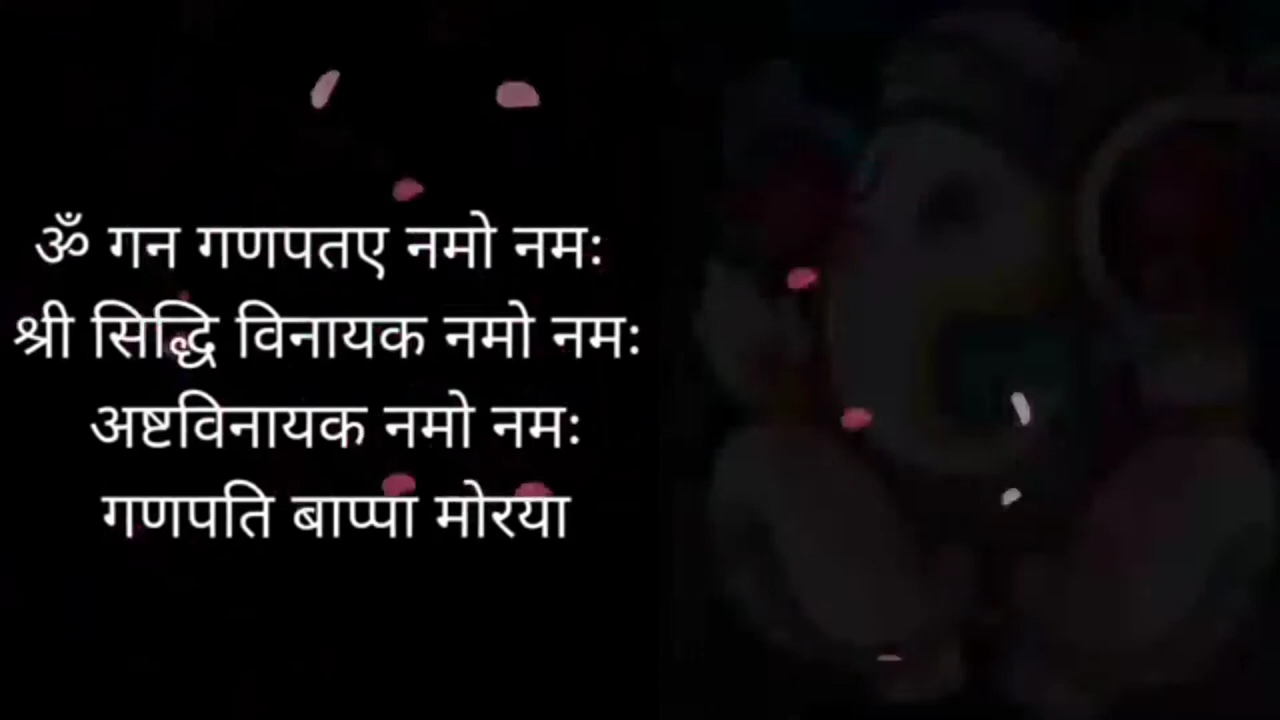 ॐ गन गणपतए नमो नमः
श्री सिद्धि विनायक नमो नमः
अष्टविनायक नमो नमः
गणपति बाप्पा मोरया